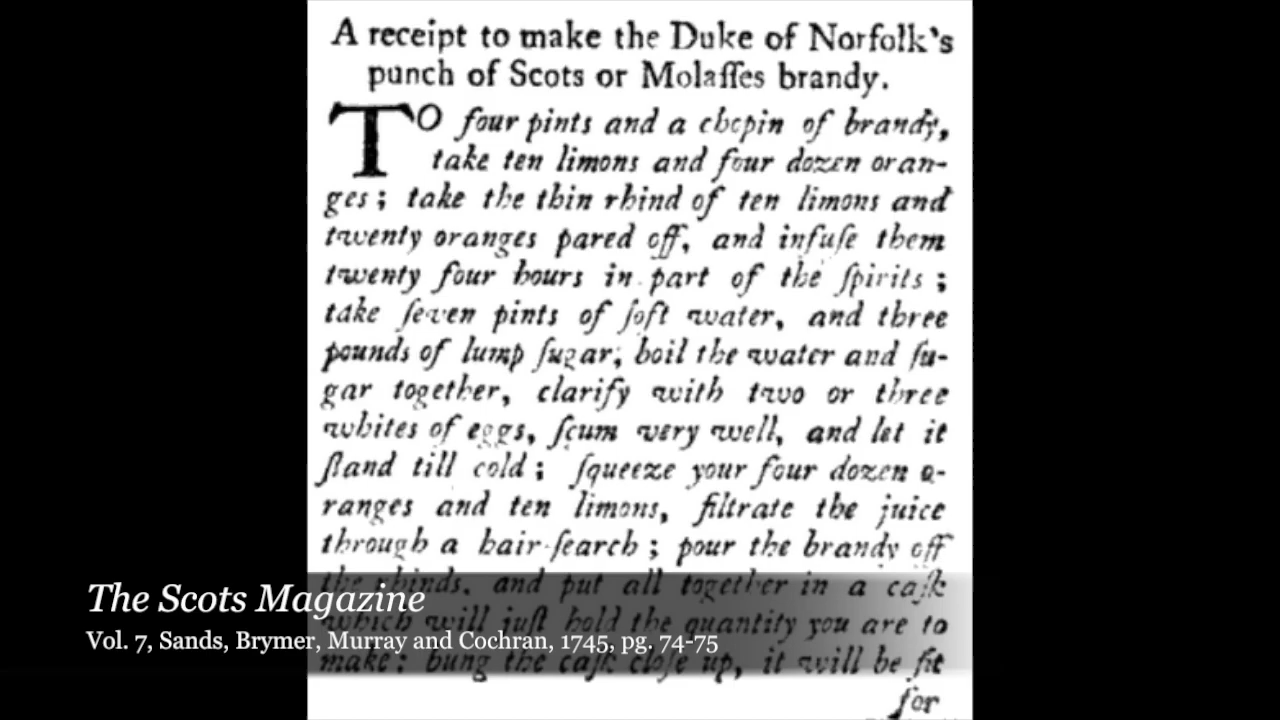 A receipt to make the Duke of Norfolk's
punch of Scots or Molaſſes brandy.
TO four pints and a chopin of brandy,
take ten limons and four dozen oran-
ges; take the thin rhind of ten limons and
twenty oranges pared off, and infuſe them
twenty four hours in part of the ſpirits;
take ſeven pints of ſoft water, and three
pounds of lump ſugar; boil the water and ſu-
gar together, clarify with two or three
whites of eggs, ſcum very well, and let it
ſtand till cold; ſqueeze your four dozen o-
ranges and ten limons, filtrate the juice
through a hair-ſearch; pour the brandy off
the rhinds, and put all together in a caſk
which will juſt hold the quantity you are to
make; bung the caſk cloſe up, it will be fit
for
The Scots Magazine
Vol. 7, Sands, Brymer, Murray and Cochran, 1745, pg. 74-75